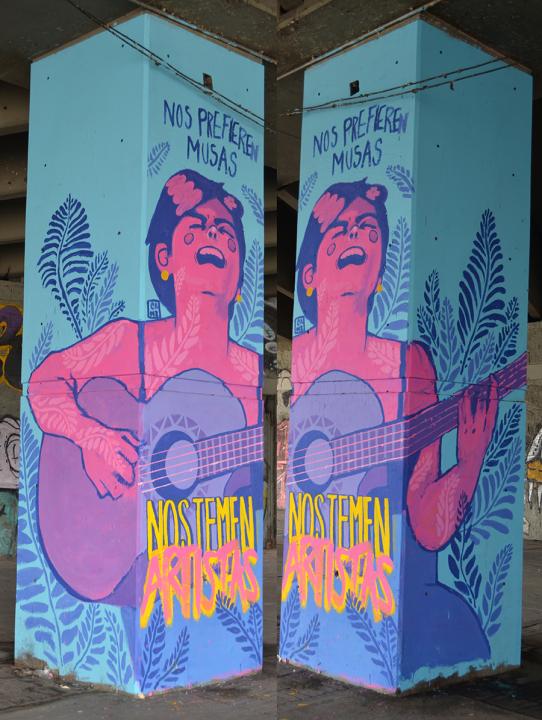 NOS PREFIEREN
MUSAS
NOS TEMEN
ARTISTAS
NOS PREFIEREN
MUSAS
NOS TEMEN
ARTISTAS